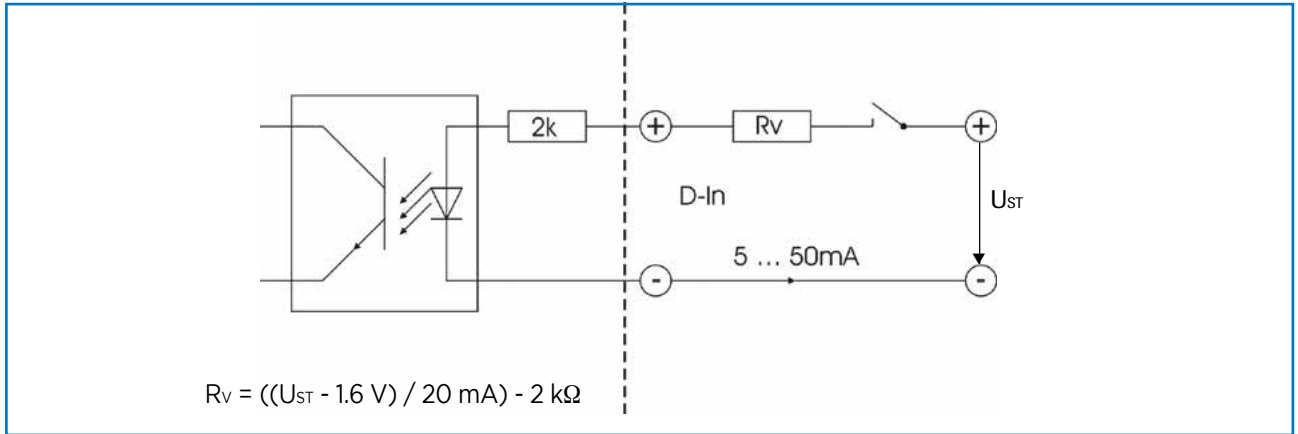 2k + Rv +
D-In
UST
5 ... 50mA
- -
RV = ((UST - 1.6 V) / 20 mA) - 2 kΩ